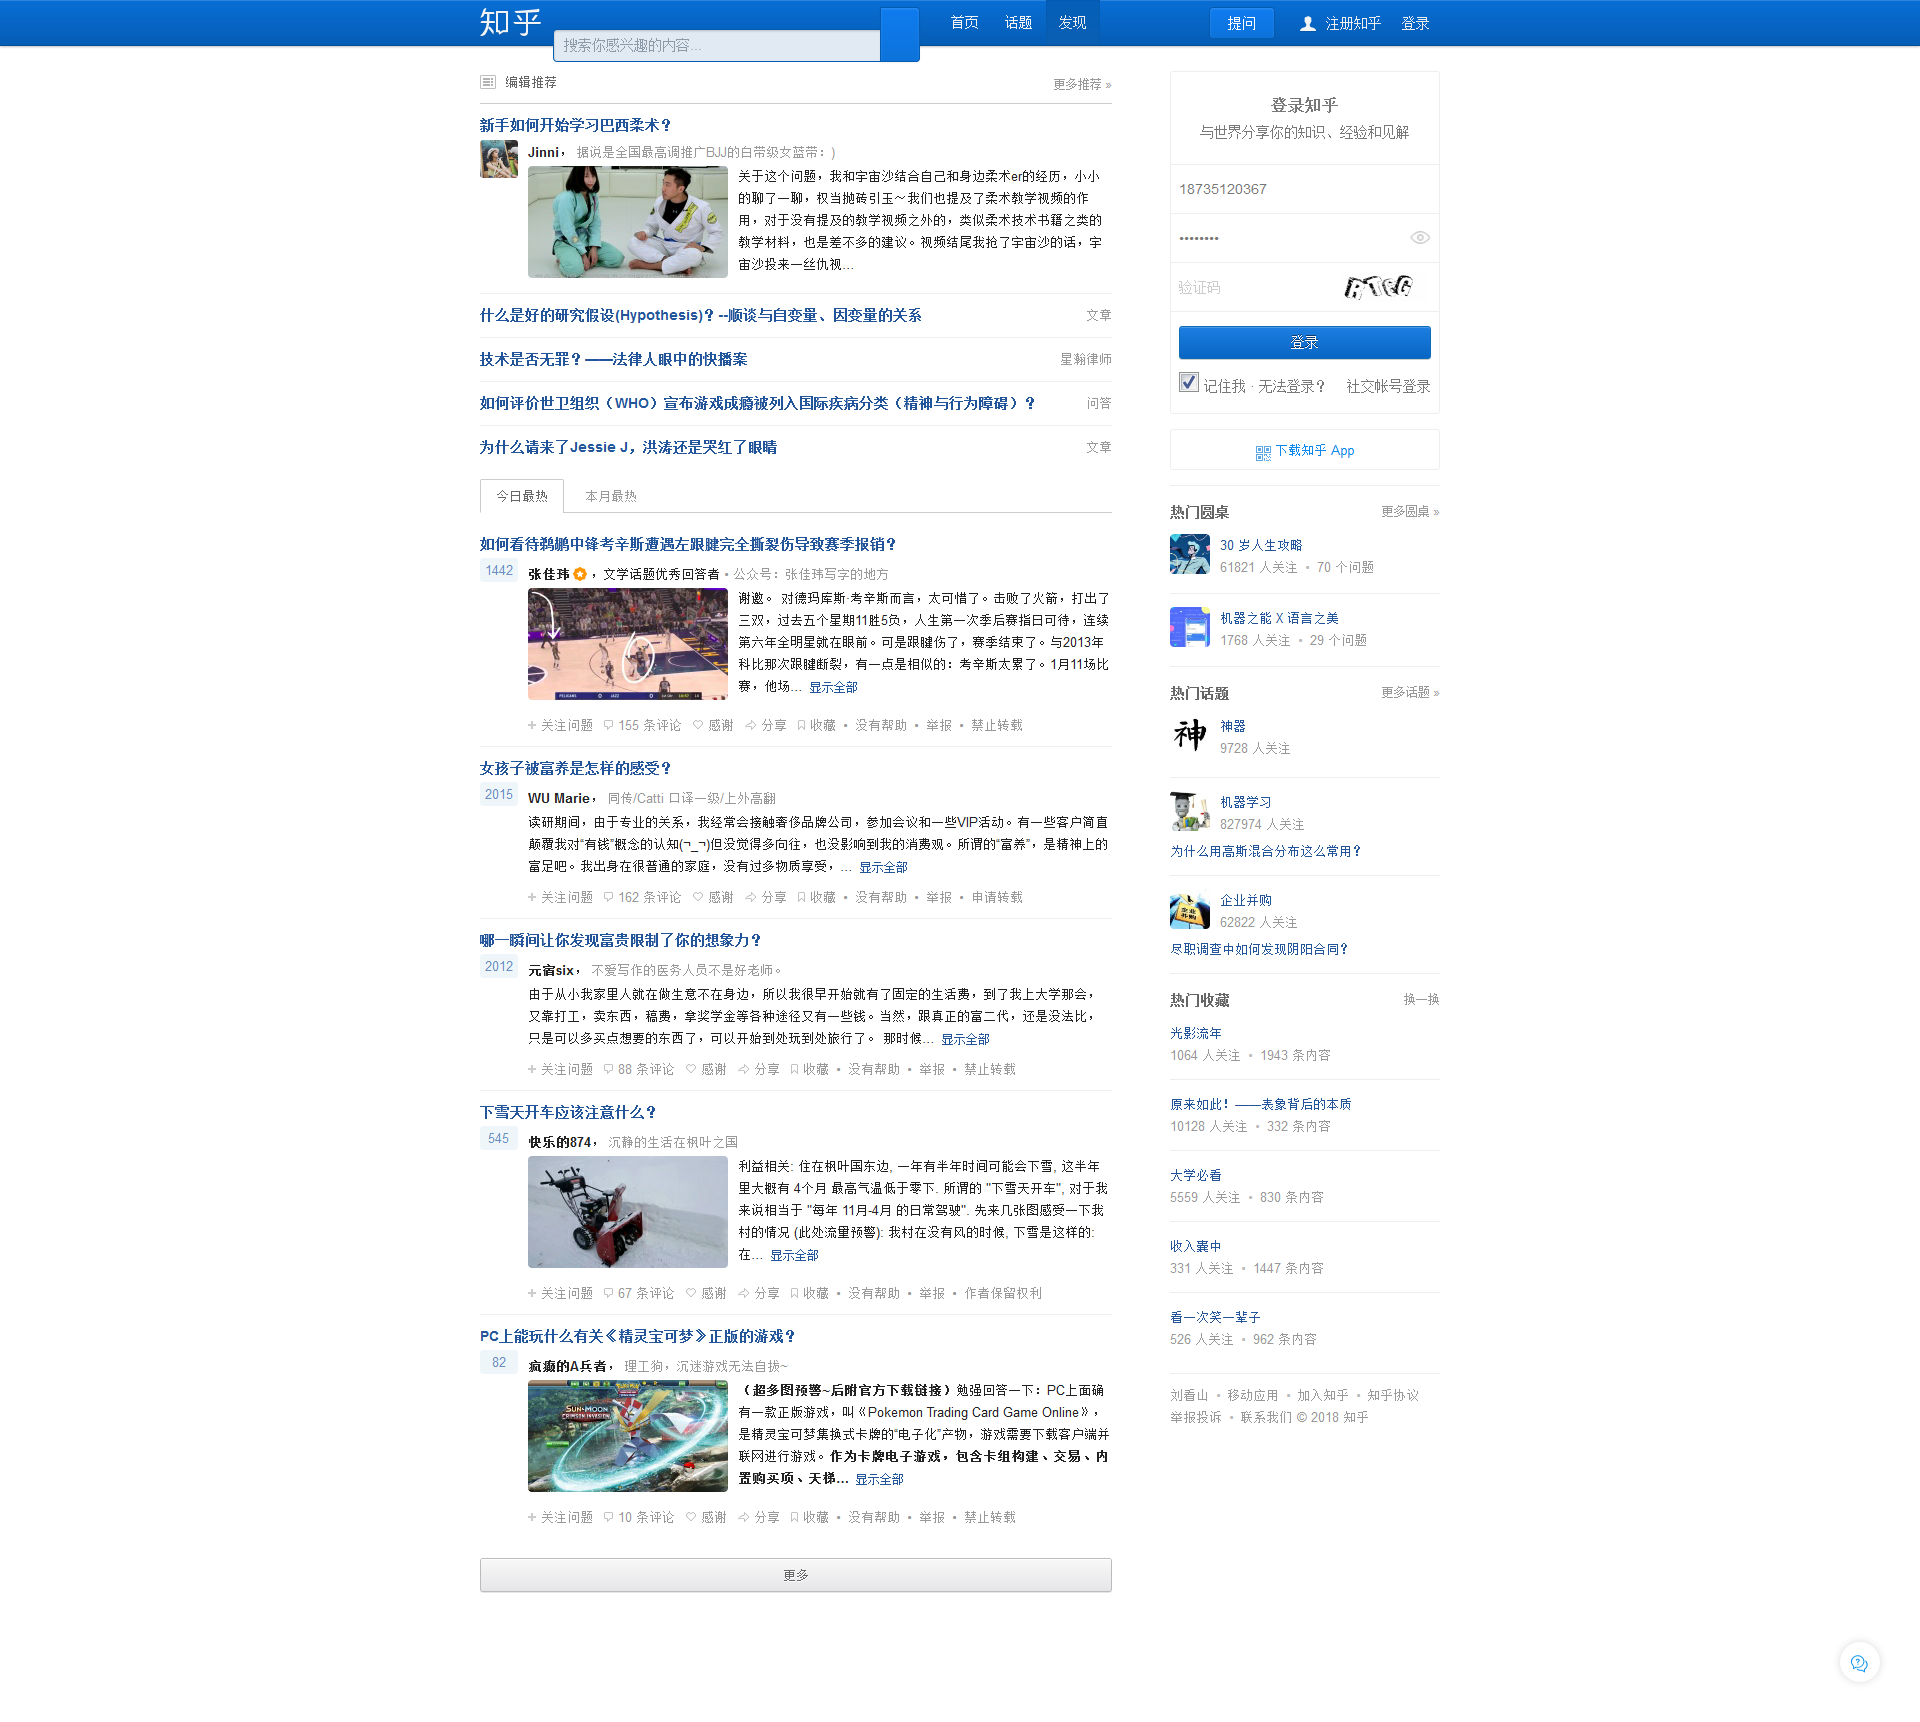 知乎
搜索你感兴趣的内容...
首页 话题 发现
提问
注册知乎 登录
编辑推荐
更多推荐 »
新手如何开始学习巴西柔术？
Jinni， 据说是全国最高调推广BJJ的白带级女蓝带：)
关于这个问题，我和宇宙沙结合自己和身边柔术er的经历，小小
的聊了一聊，权当抛砖引玉～我们也提及了柔术教学视频的作
用，对于没有提及的教学视频之外的，类似柔术技术书籍之类的
教学材料，也是差不多的建议。视频结尾我抢了宇宙沙的话，宇
宙沙投来一丝仇视…
什么是好的研究假设(Hypothesis)？--顺谈与自变量、因变量的关系
文章
技术是否无罪？——法律人眼中的快播案
星瀚律师
如何评价世卫组织（WHO）宣布游戏成瘾被列入国际疾病分类（精神与行为障碍）？
问答
为什么请来了Jessie J，洪涛还是哭红了眼睛
文章
今日最热 本月最热
如何看待鹈鹕中锋考辛斯遭遇左跟腱完全撕裂伤导致赛季报销？
1442
张佳玮 ，文学话题优秀回答者 • 公众号：张佳玮写字的地方
谢邀。 对德玛库斯·考辛斯而言，太可惜了。击败了火箭，打出了
三双，过去五个星期11胜5负，人生第一次季后赛指日可待，连续
第六年全明星就在眼前。可是跟腱伤了，赛季结束了。与2013年
科比那次跟腱断裂，有一点是相似的：考辛斯太累了。1月11场比
赛，他场… 显示全部
PELICANS 0 JAZZ 0
关注问题 155 条评论 感谢 分享 收藏 • 没有帮助 • 举报 • 禁止转载
女孩子被富养是怎样的感受？
2015
WU Marie， 同传/Catti 口译一级/上外高翻
读研期间，由于专业的关系，我经常会接触奢侈品牌公司，参加会议和一些VIP活动。有一些客户简直
颠覆我对“有钱”概念的认知(¬_¬)但没觉得多向往，也没影响到我的消费观。所谓的“富养”，是精神上的
富足吧。我出身在很普通的家庭，没有过多物质享受，… 显示全部
关注问题 162 条评论 感谢 分享 收藏 • 没有帮助 • 举报 • 申请转载
哪一瞬间让你发现富贵限制了你的想象力？
2012
元宿six， 不爱写作的医务人员不是好老师。
由于从小我家里人就在做生意不在身边，所以我很早开始就有了固定的生活费，到了我上大学那会，
又靠打工，卖东西，稿费，拿奖学金等各种途径又有一些钱。当然，跟真正的富二代，还是没法比，
只是可以多买点想要的东西了，可以开始到处玩到处旅行了。 那时候… 显示全部
关注问题 88 条评论 感谢 分享 收藏 • 没有帮助 • 举报 • 禁止转载
下雪天开车应该注意什么？
545
快乐的874， 沉静的生活在枫叶之国
利益相关: 住在枫叶国东边, 一年有半年时间可能会下雪, 这半年
里大概有 4个月 最高气温低于零下. 所谓的 "下雪天开车", 对于我
来说相当于 "每年 11月-4月 的日常驾驶". 先来几张图感受一下我
村的情况 (此处流量预警): 我村在没有风的时候, 下雪是这样的:
在… 显示全部
关注问题 67 条评论 感谢 分享 收藏 • 没有帮助 • 举报 • 作者保留权利
PC上能玩什么有关《精灵宝可梦》正版的游戏？
82
疯癫的A兵者， 理工狗，沉迷游戏无法自拔~
SUN·MOON
CRIMSON INVASION
（超多图预警~后附官方下载链接）勉强回答一下：PC上面确
有一款正版游戏，叫《Pokemon Trading Card Game Online》，
是精灵宝可梦集换式卡牌的“电子化”产物，游戏需要下载客户端并
联网进行游戏。作为卡牌电子游戏，包含卡组构建、交易、内
置购买项、天梯… 显示全部
关注问题 10 条评论 感谢 分享 收藏 • 没有帮助 • 举报 • 禁止转载
更多
登录知乎
与世界分享你的知识、经验和见解
18735120367
••••••••
验证码
登录
记住我 · 无法登录？ 社交帐号登录
下载知乎 App
热门圆桌 更多圆桌 »
30 岁人生攻略
61821 人关注 • 70 个问题
机器之能 X 语言之美
1768 人关注 • 29 个问题
热门话题 更多话题 »
神
神器
9728 人关注
机器学习
827974 人关注
为什么用高斯混合分布这么常用？
企业
并购
企业并购
62822 人关注
尽职调查中如何发现阴阳合同？
热门收藏 换一换
光影流年
1064 人关注 • 1943 条内容
原来如此！——表象背后的本质
10128 人关注 • 332 条内容
大学必看
5559 人关注 • 830 条内容
收入囊中
331 人关注 • 1447 条内容
看一次笑一辈子
526 人关注 • 962 条内容
刘看山 • 移动应用 • 加入知乎 • 知乎协议
举报投诉 • 联系我们 © 2018 知乎